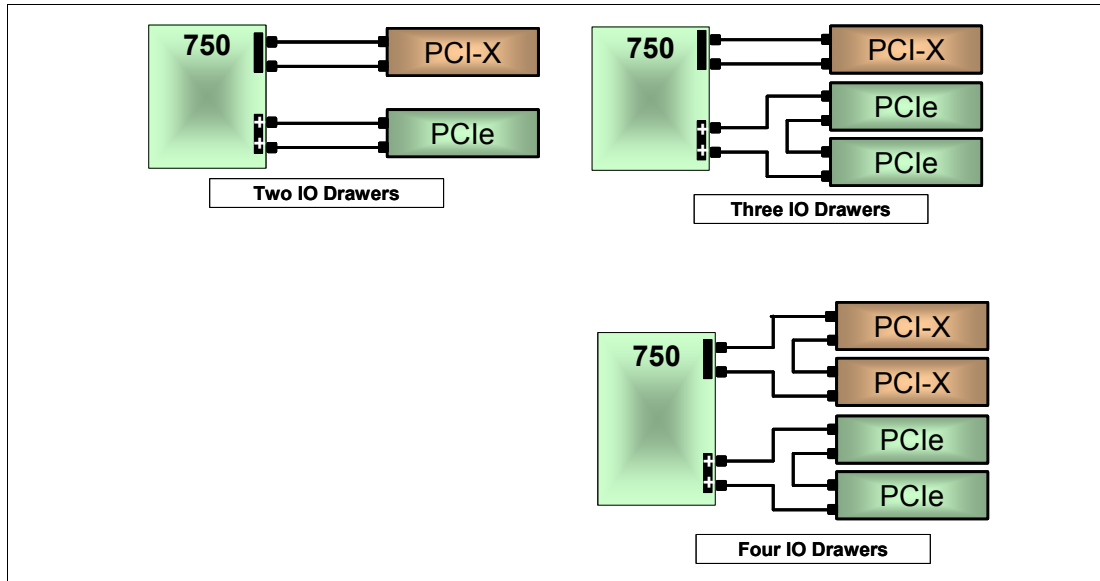 750
PCI-X
PCIe
Two IO Drawers
750
PCI-X
PCIe
PCIe
Three IO Drawers
750
PCI-X
PCI-X
PCIe
PCIe
Four IO Drawers